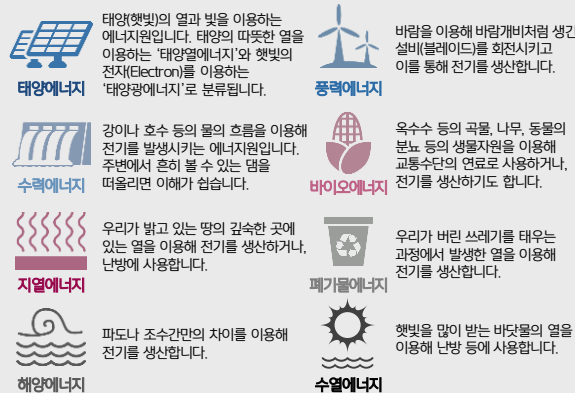 태양(햇빛)의 열과 빛을 이용하는
에너지원입니다. 태양의 따뜻한 열을
이용하는 '태양열에너지'와 햇빛의
전자(Electron)를 이용하는
'태양광에너지'로 분류됩니다.
태양에너지
바람을 이용해 바람개비처럼 생긴
설비(블레이드)를 회전시키고
이를 통해 전기를 생산합니다.
풍력에너지
강이나 호수 등의 물의 흐름을 이용해
전기를 발생시키는 에너지원입니다.
주변에서 흔히 볼 수 있는 댐을
떠올리면 이해가 쉽습니다.
수력에너지
옥수수 등의 곡물, 나무, 동물의
분뇨 등의 생물자원을 이용해
교통수단의 연료로 사용하거나,
전기를 생산하기도 합니다.
바이오에너지
우리가 밝고 있는 땅의 깊숙한 곳에
있는 열을 이용해 전기를 생산하거나,
난방에 사용합니다.
지열에너지
우리가 버린 쓰레기를 태우는
과정에서 발생한 열을 이용해
전기를 생산합니다.
폐기물에너지
파도나 조수간만의 차이를 이용해
전기를 생산합니다.
해양에너지
햇빛을 많이 받는 바닷물의 열을
이용해 난방 등에 사용합니다.
수열에너지